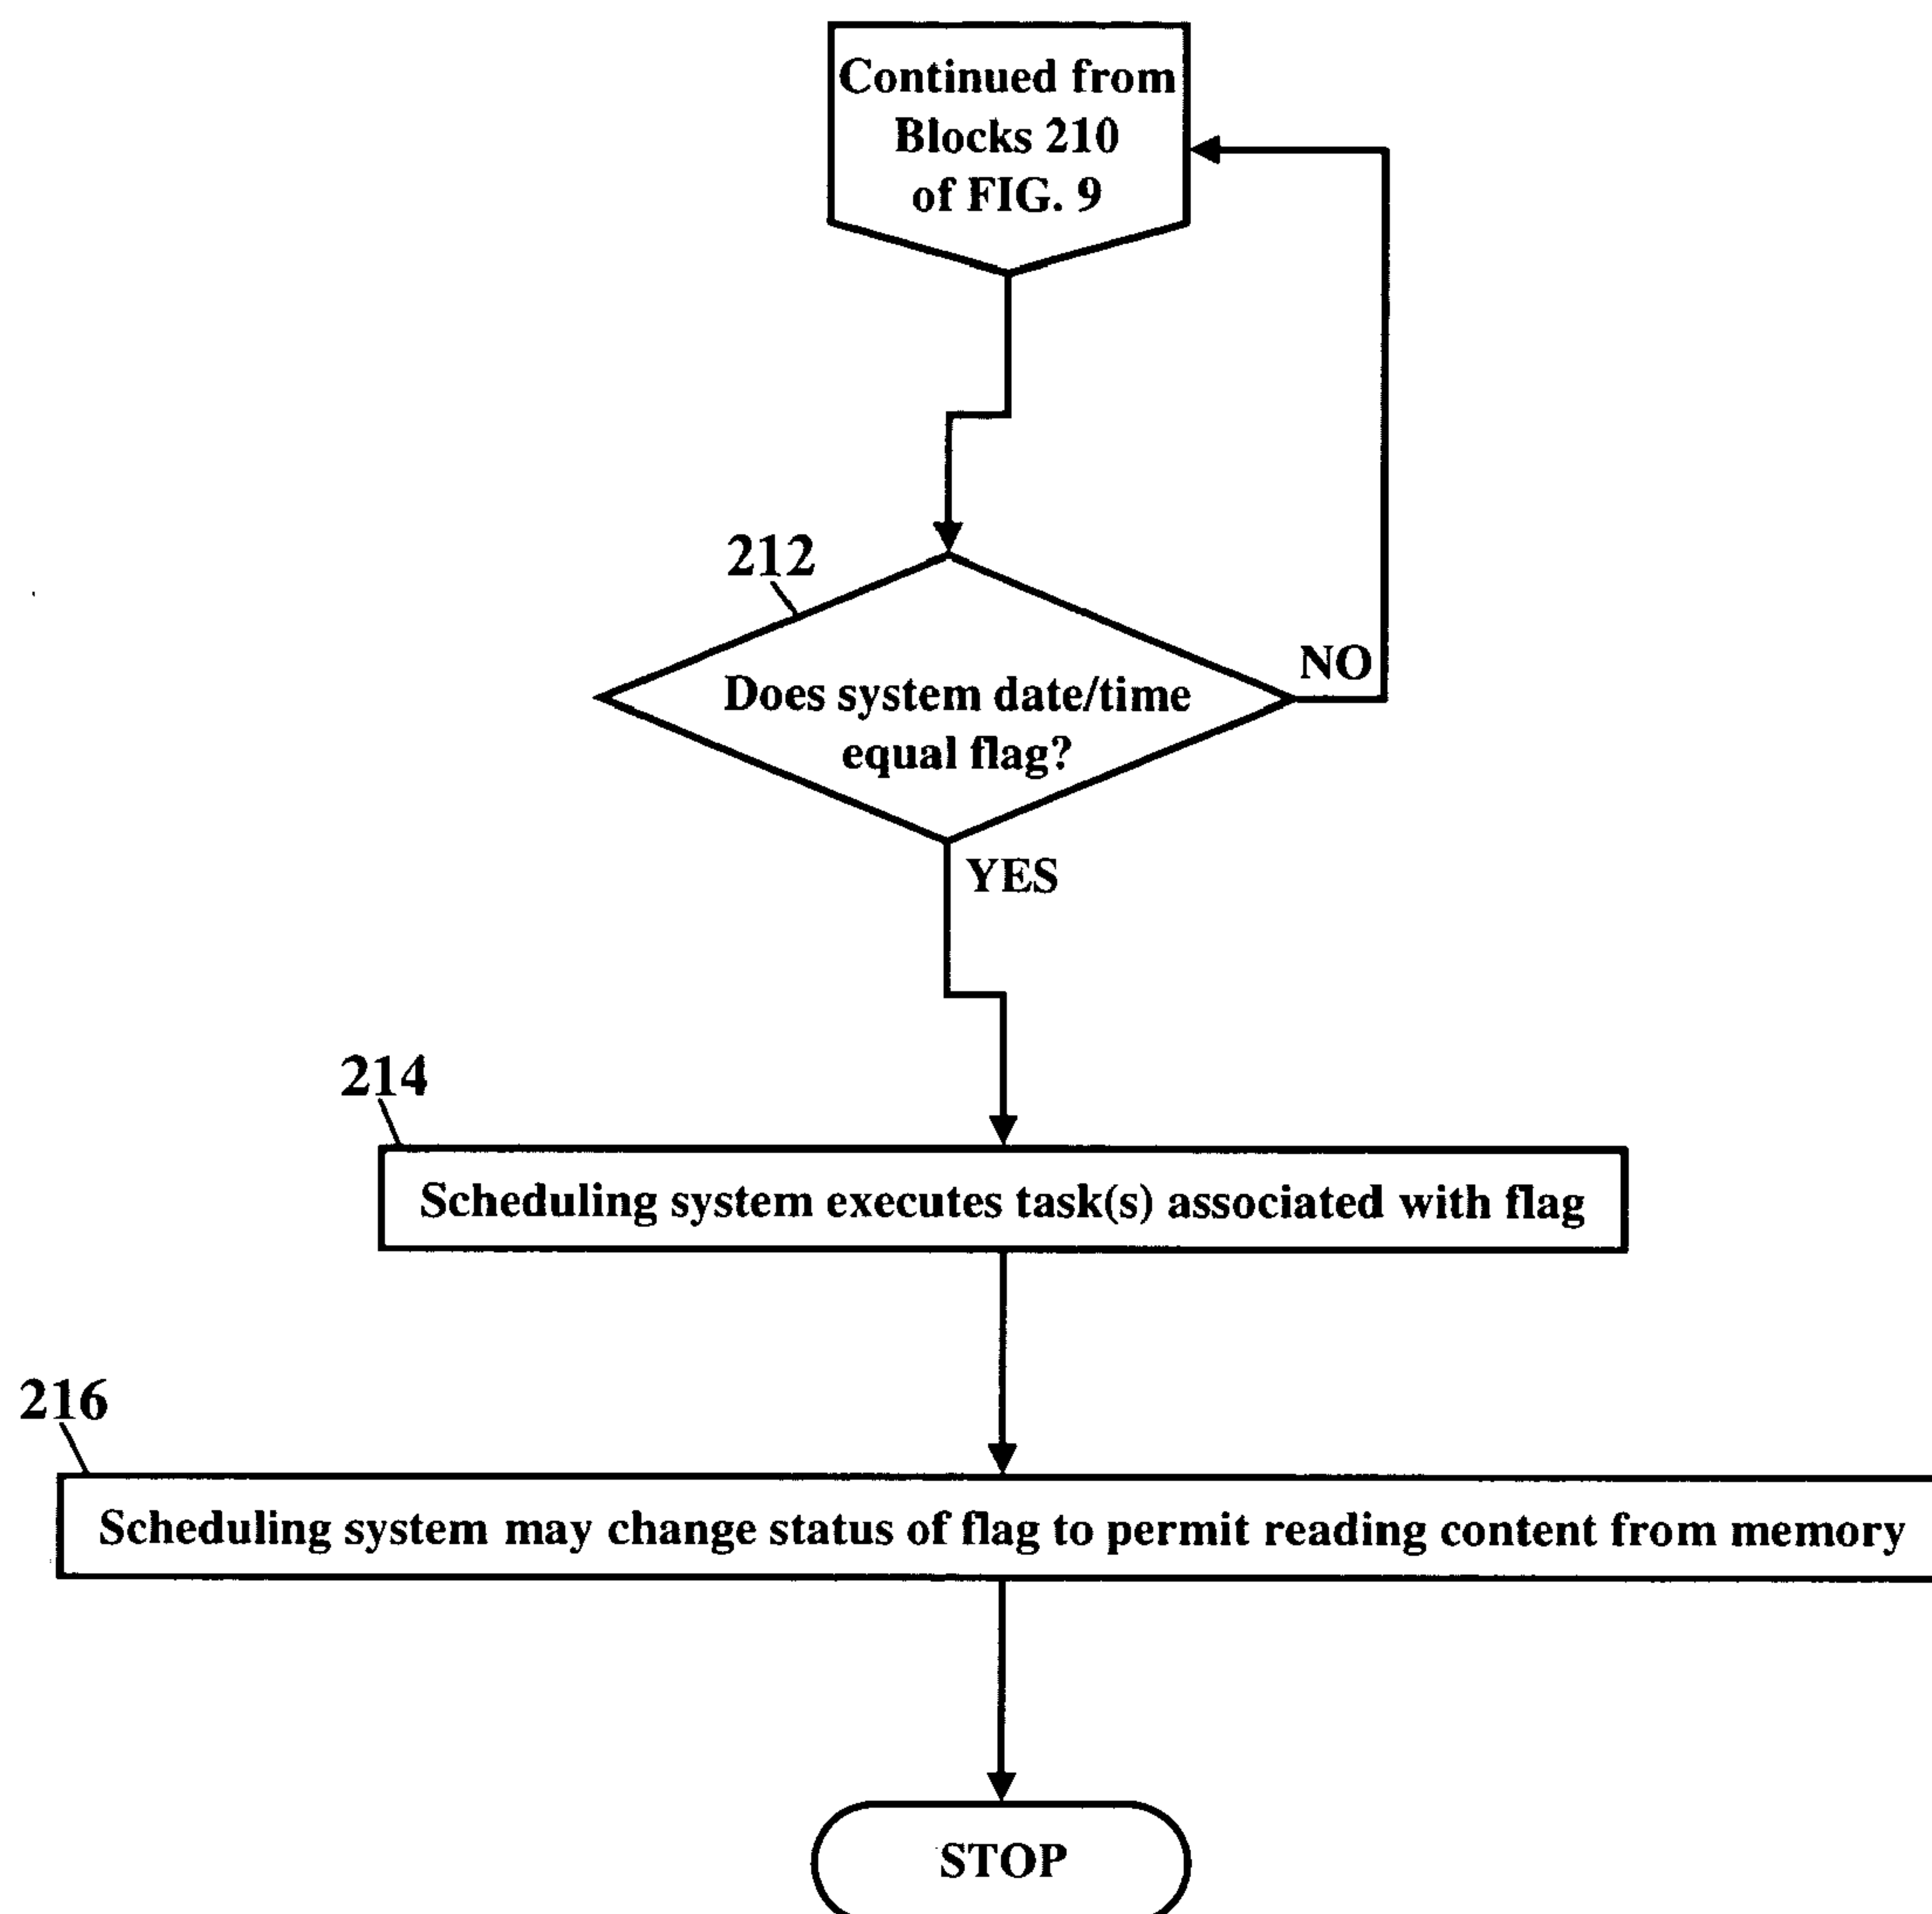 Continued from
Blocks 210
of FIG. 9
212
NO
Does system date/time
equal flag?
YES
214
Scheduling system executes task(s) associated with flag
216
Scheduling system may change status of flag to permit reading content from memory
STOP